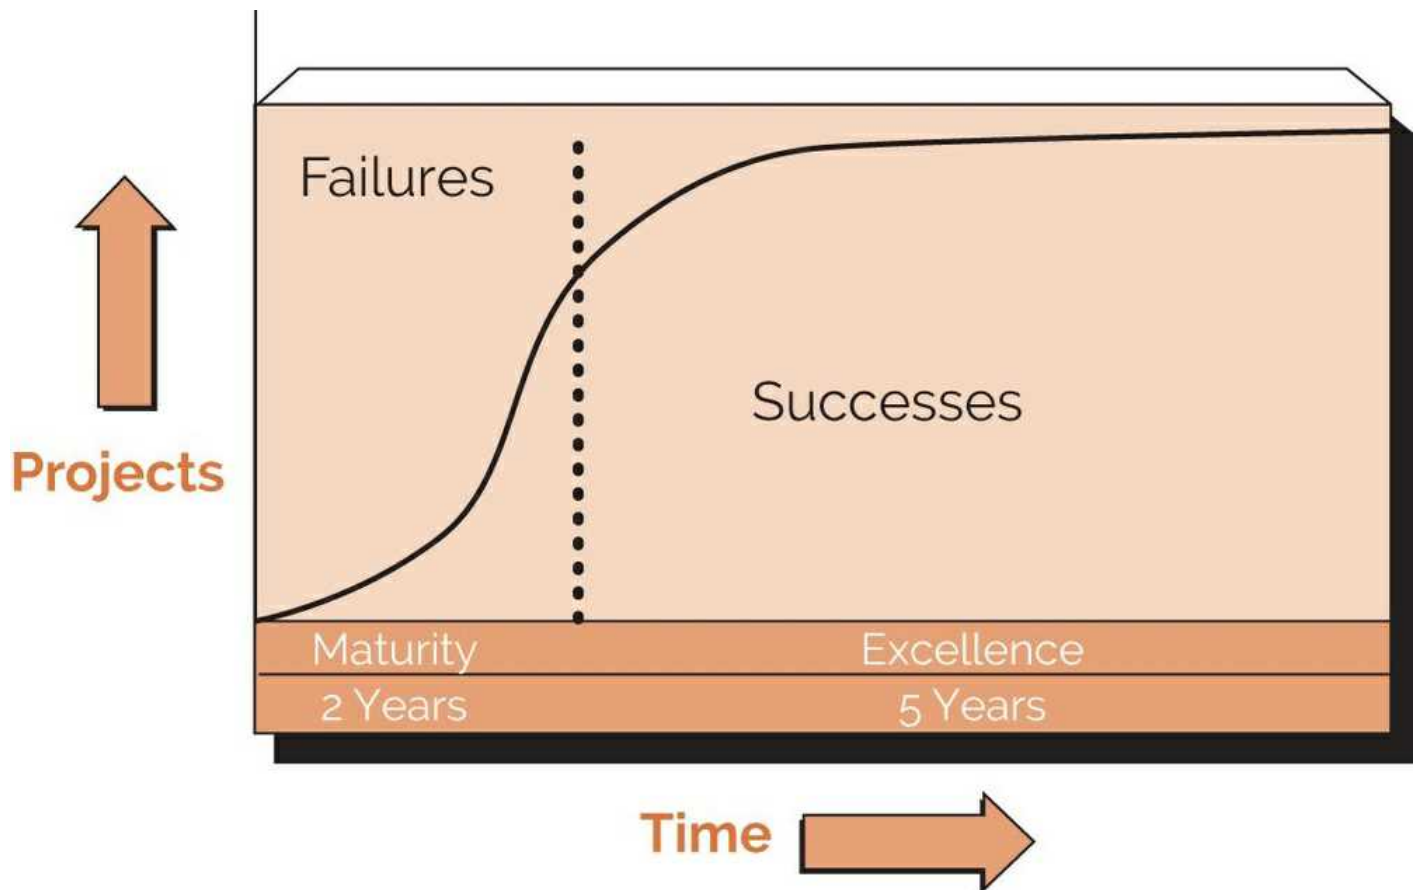 Failures
Successes
Projects
Maturity Excellence
2 Years 5 Years
Time